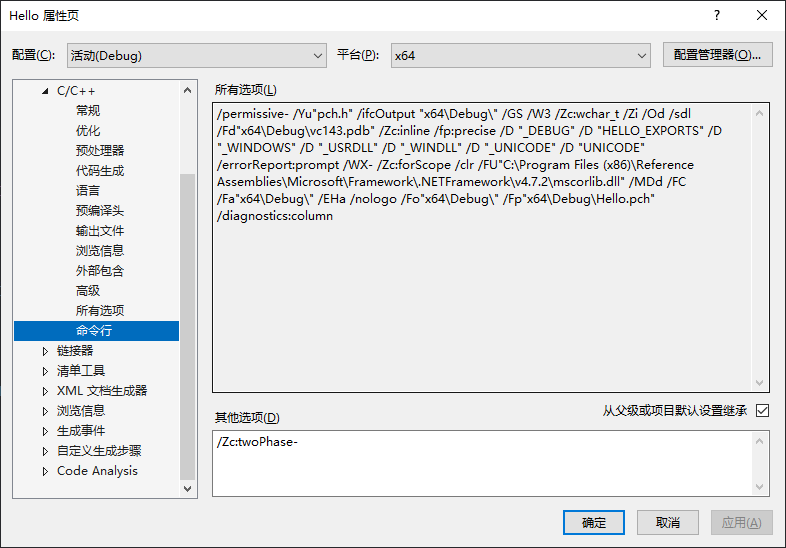 Hello 属性页
配置(C): 活动(Debug) 平台(P): x64 配置管理器(O)...
C/C++
常规
优化
预处理器
代码生成
语言
预编译头
输出文件
浏览信息
外部包含
高级
所有选项
命令行
链接器
清单工具
XML 文档生成器
浏览信息
生成事件
自定义生成步骤
Code Analysis
所有选项(L)
/permissive- /Yu"pch.h" /ifcOutput "x64\Debug\" /GS /W3 /Zc:wchar_t /Zi /Od /sdl
/Fd"x64\Debug\vc143.pdb" /Zc:inline /fp:precise /D "_DEBUG" /D "HELLO_EXPORTS" /D
"_WINDOWS" /D "_USRDLL" /D "_WINDLL" /D "_UNICODE" /D "UNICODE"
/errorReport:prompt /WX- /Zc:forScope /clr /FU"C:\Program Files (x86)\Reference
Assemblies\Microsoft\Framework\.NETFramework\v4.7.2\mscorlib.dll" /MDd /FC
/Fa"x64\Debug\" /EHa /nologo /Fo"x64\Debug\" /Fp"x64\Debug\Hello.pch"
/diagnostics:column
从父级或项目默认设置继承
其他选项(D)
/Zc:twoPhase-
确定 取消 应用(A)